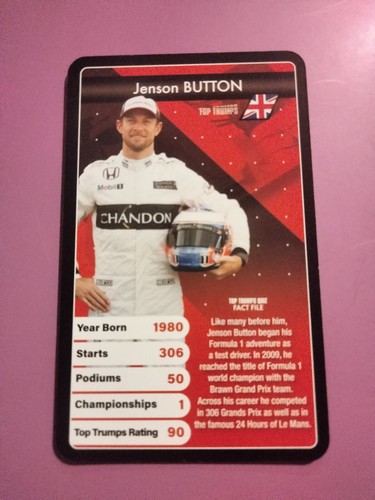 Jenson BUTTON
TOP TRUMPS
HONDA
Mobil 1
CHANDON
Year Born 1980
Starts 306
Podiums 50
Championships 1
Top Trumps Rating 90
TOP TRUMPS QUIZ
FACT FILE
Like many before him,
Jenson Button began his
Formula 1 adventure as
a test driver. In 2009, he
reached the title of Formula 1
world champion with the
Brawn Grand Prix team.
Across his career he competed
in 306 Grands Prix as well as in
the famous 24 Hours of Le Mans.